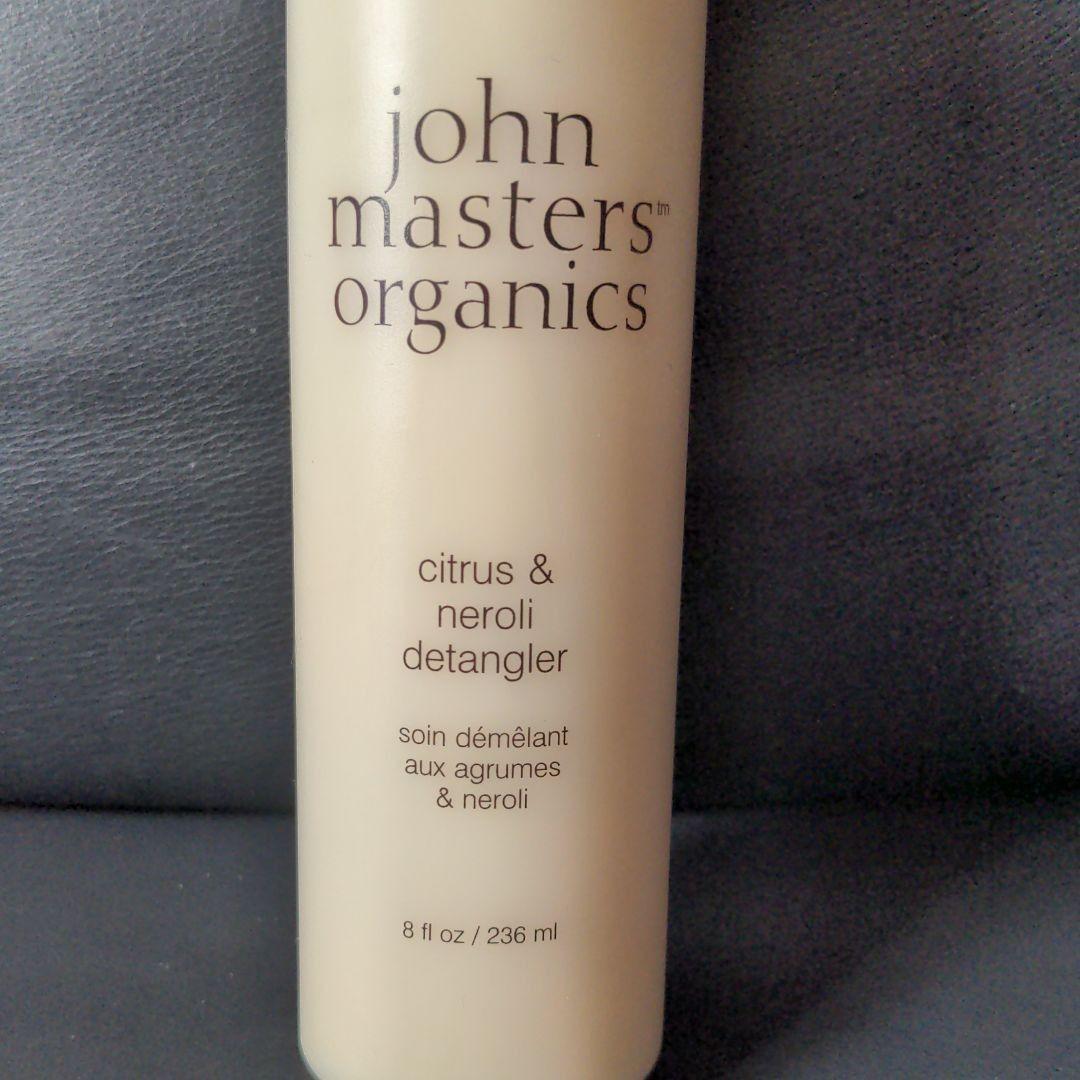 john
masters™
organics
citrus &
neroli
detangler
soin démêlant
aux agrumes
& neroli
8 fl oz / 236 ml